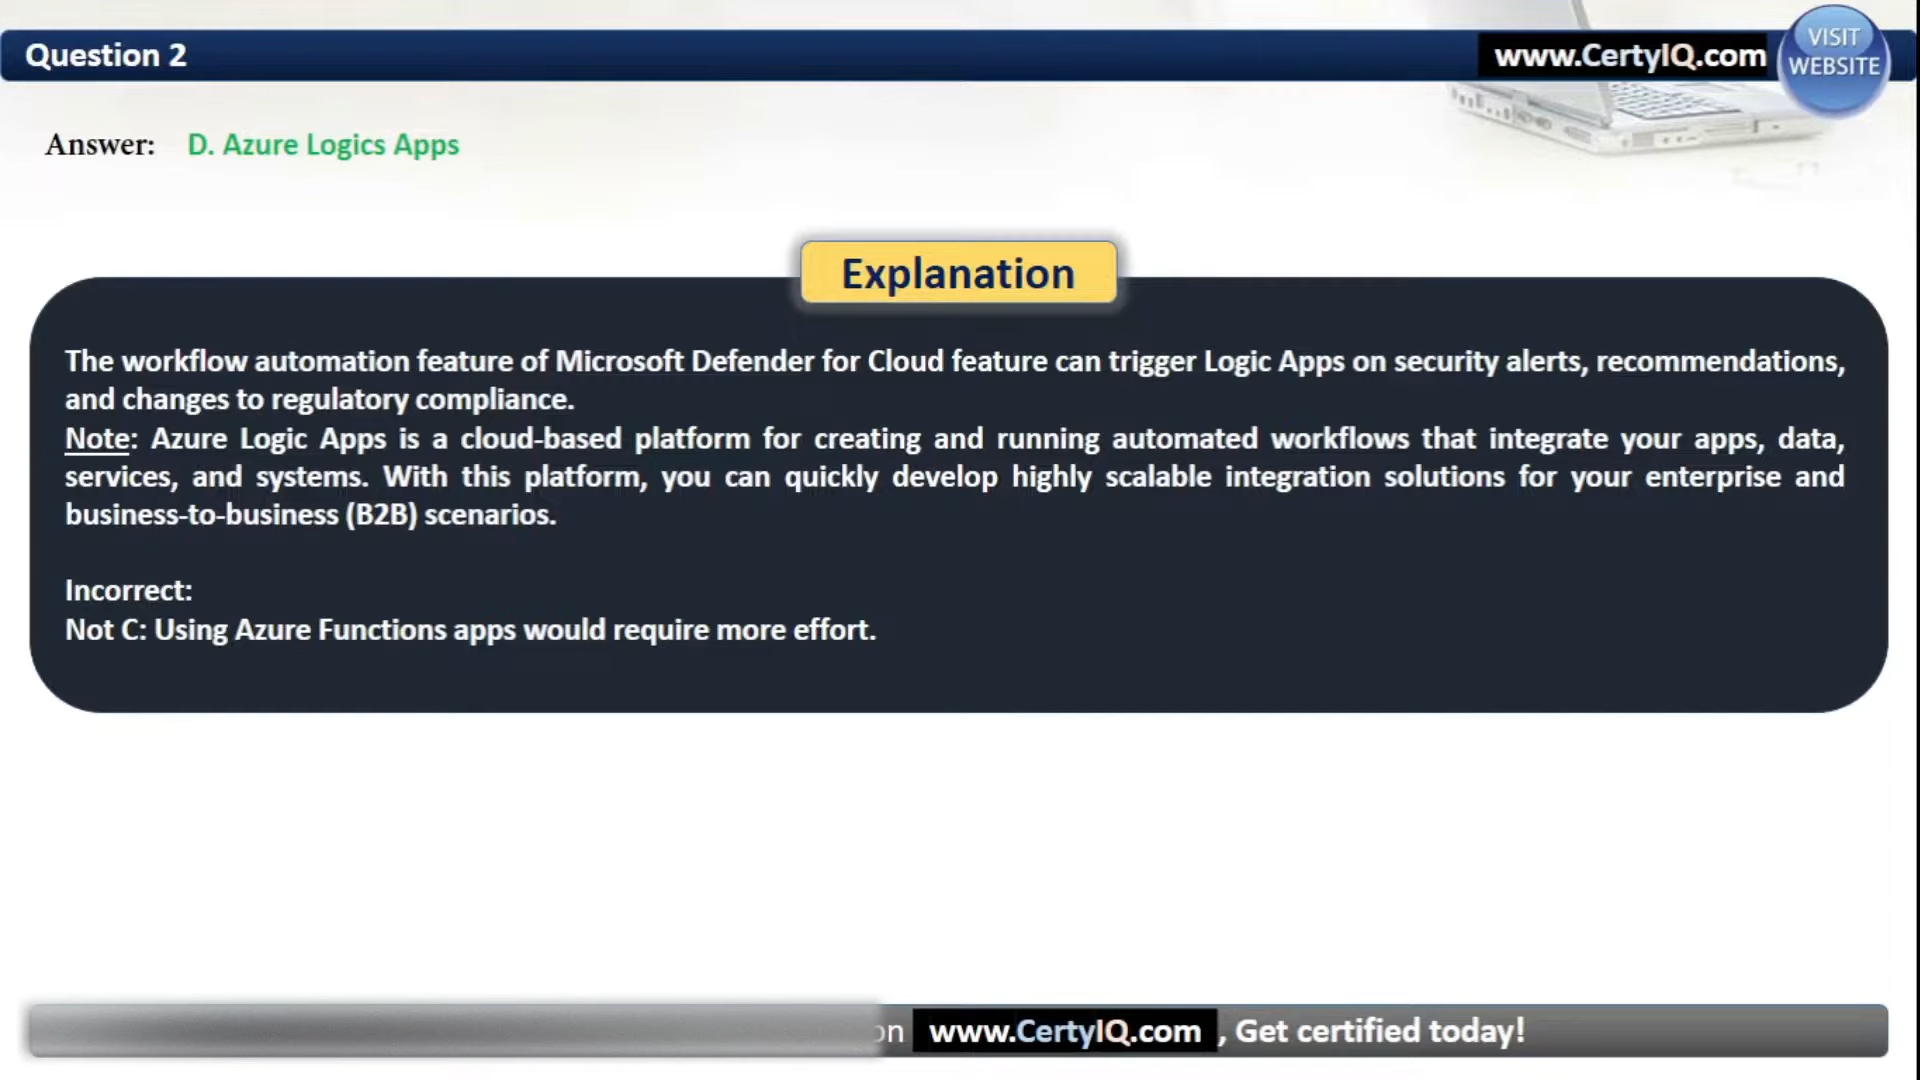 Question 2
www.CertyIQ.com
VISIT
WEBSITE
Answer: D. Azure Logics Apps
Explanation
The workflow automation feature of Microsoft Defender for Cloud feature can trigger Logic Apps on security alerts, recommendations,
and changes to regulatory compliance.
Note: Azure Logic Apps is a cloud-based platform for creating and running automated workflows that integrate your apps, data,
services, and systems. With this platform, you can quickly develop highly scalable integration solutions for your enterprise and
business-to-business (B2B) scenarios.
Incorrect:
Not C: Using Azure Functions apps would require more effort.
on www.CertyIQ.com , Get certified today!